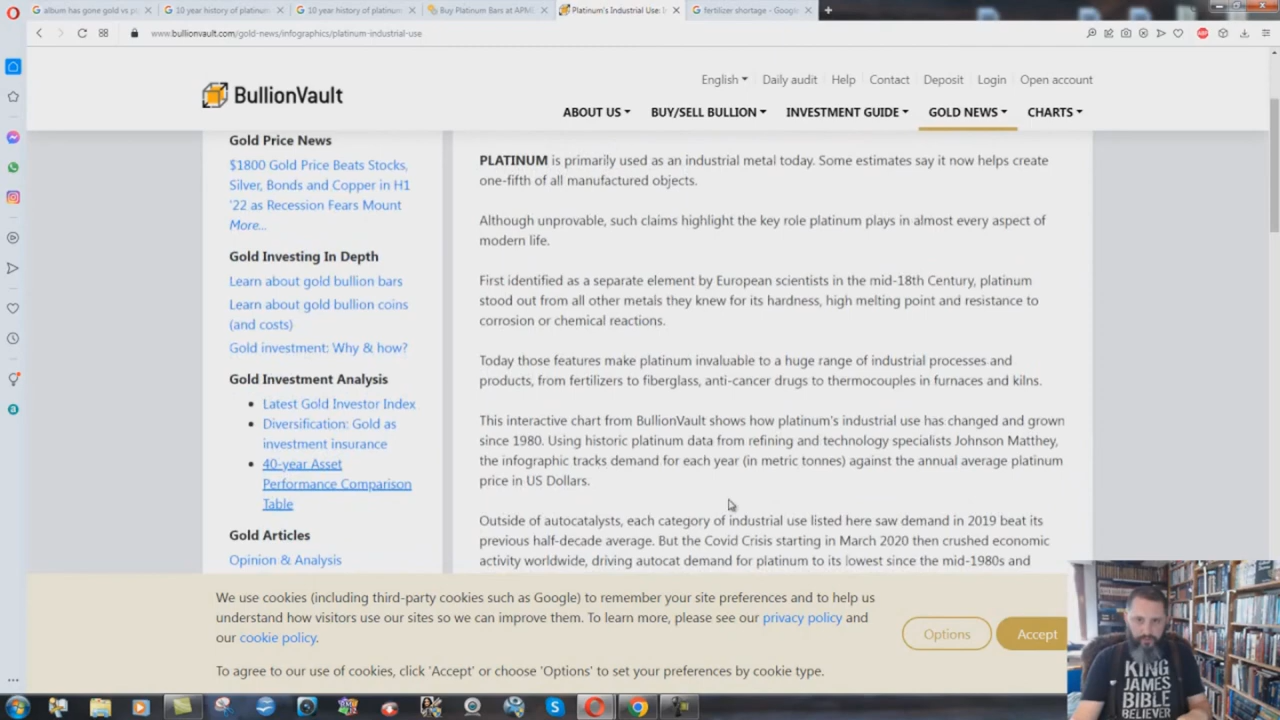 album has gone gold vs p
10 year history of platinum
10 year history of platinum
Buy Platinum Bars at APME
Platinum's Industrial Use: I
fertilizer shortage - Googl
www.bullionvault.com/gold-news/infographics/platinum-industrial-use
BullionVault
English Daily audit Help Contact Deposit Login Open account
ABOUT US BUY/SELL BULLION INVESTMENT GUIDE GOLD NEWS CHARTS
Gold Price News
$1800 Gold Price Beats Stocks,
Silver, Bonds and Copper in H1
'22 as Recession Fears Mount
More...
Gold Investing In Depth
Learn about gold bullion bars
Learn about gold bullion coins
(and costs)
Gold investment: Why & how?
Gold Investment Analysis
Latest Gold Investor Index
Diversification: Gold as
investment insurance
40-year Asset
Performance Comparison
Table
Gold Articles
Opinion & Analysis
PLATINUM is primarily used as an industrial metal today. Some estimates say it now helps create
one-fifth of all manufactured objects.
Although unprovable, such claims highlight the key role platinum plays in almost every aspect of
modern life.
First identified as a separate element by European scientists in the mid-18th Century, platinum
stood out from all other metals they knew for its hardness, high melting point and resistance to
corrosion or chemical reactions.
Today those features make platinum invaluable to a huge range of industrial processes and
products, from fertilizers to fiberglass, anti-cancer drugs to thermocouples in furnaces and kilns.
This interactive chart from BullionVault shows how platinum's industrial use has changed and grown
since 1980. Using historic platinum data from refining and technology specialists Johnson Matthey,
the infographic tracks demand for each year (in metric tonnes) against the annual average platinum
price in US Dollars.
Outside of autocatalysts, each category of industrial use listed here saw demand in 2019 beat its
previous half-decade average. But the Covid Crisis starting in March 2020 then crushed economic
activity worldwide, driving autocat demand for platinum to its lowest since the mid-1980s and
We use cookies (including third-party cookies such as Google) to remember your site preferences and to help us
understand how visitors use our sites so we can improve them. To learn more, please see our privacy policy and
our cookie policy.
To agree to our use of cookies, click 'Accept' or choose 'Options' to set your preferences by cookie type.
Options
Accept
KING
JAMES
BIBLE
BELIEVER